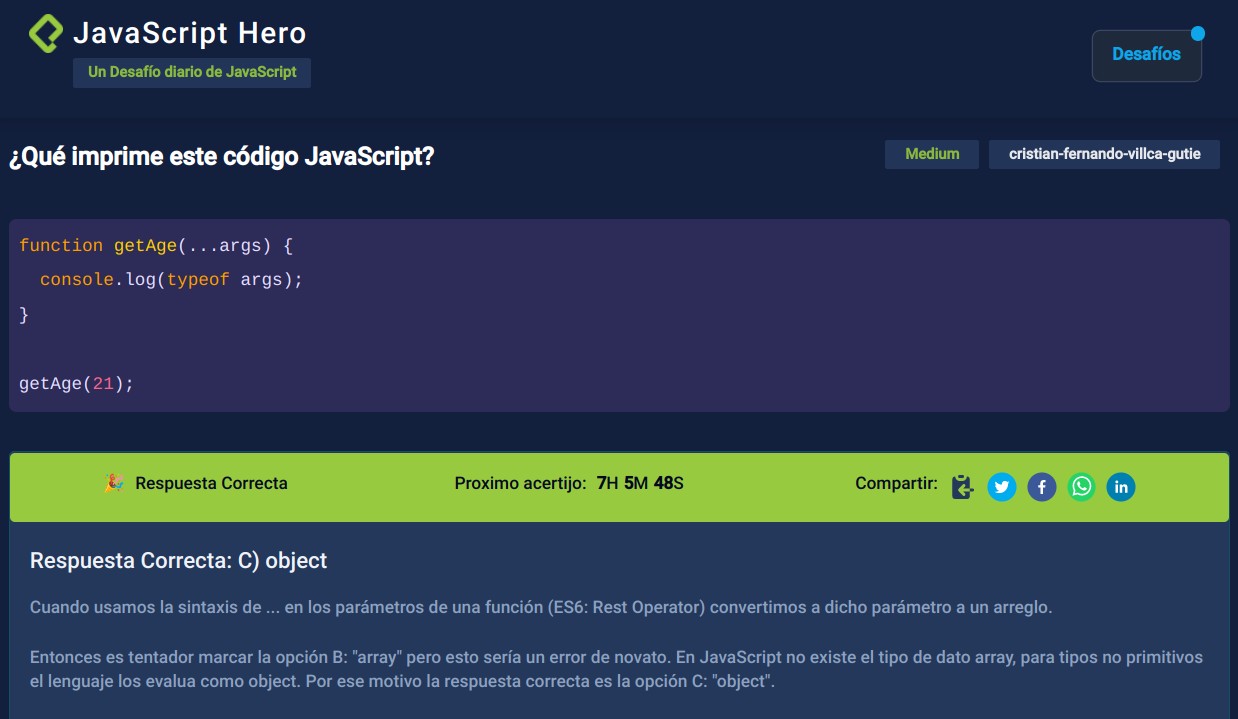 JavaScript Hero
Un Desafío diario de JavaScript
Desafíos
¿Qué imprime este código JavaScript?
Medium
cristian-fernando-villca-gutie
function getAge(...args) {
  console.log(typeof args);
}
getAge(21);
Respuesta Correcta
Proximo acertijo: 7H 5M 48S
Compartir:
Respuesta Correcta: C) object
Cuando usamos la sintaxis de ... en los parámetros de una función (ES6: Rest Operator) convertimos a dicho parámetro a un arreglo.
Entonces es tentador marcar la opción B: "array" pero esto sería un error de novato. En JavaScript no existe el tipo de dato array, para tipos no primitivos
el lenguaje los evalua como object. Por ese motivo la respuesta correcta es la opción C: "object".